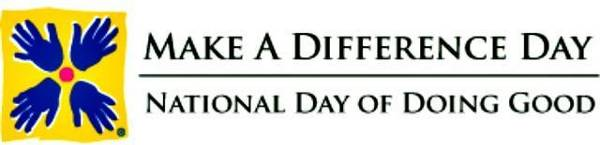 MAKE A DIFFERENCE DAY
NATIONAL DAY OF DOING GOOD
®